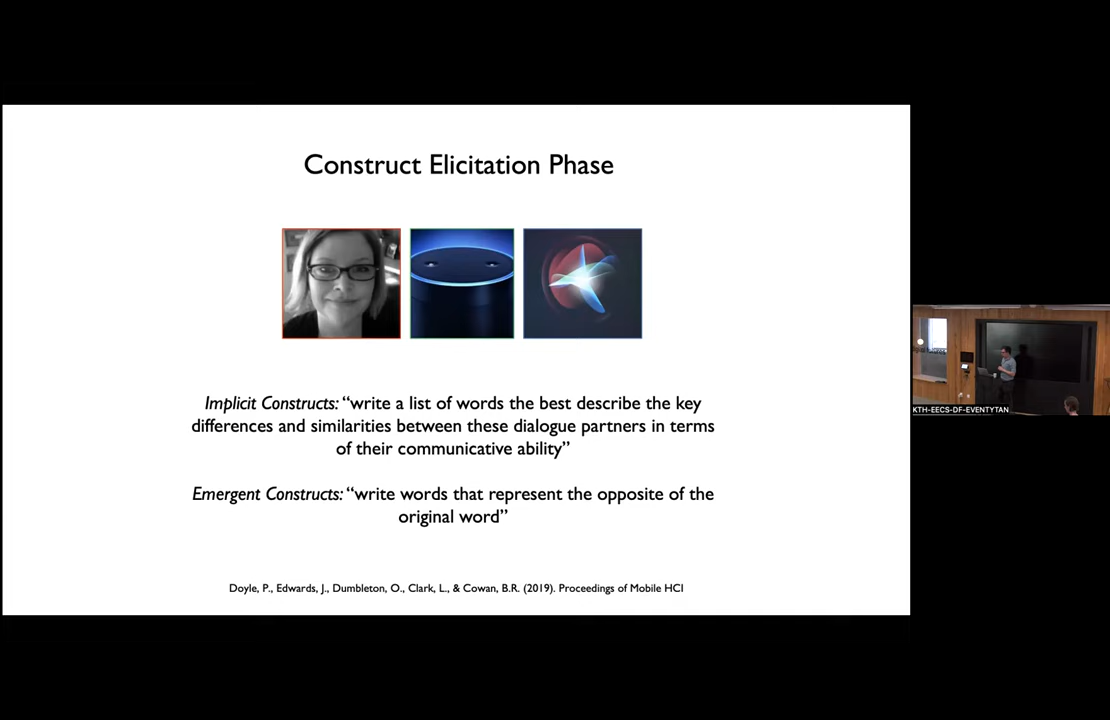 Construct Elicitation Phase
Implicit Constructs: “write a list of words the best describe the key
differences and similarities between these dialogue partners in terms
of their communicative ability”
Emergent Constructs: “write words that represent the opposite of the
original word”
Doyle, P., Edwards, J., Dumbleton, O., Clark, L., & Cowan, B.R. (2019). Proceedings of Mobile HCI
KTH-EECS-DF-EVENTYTAN